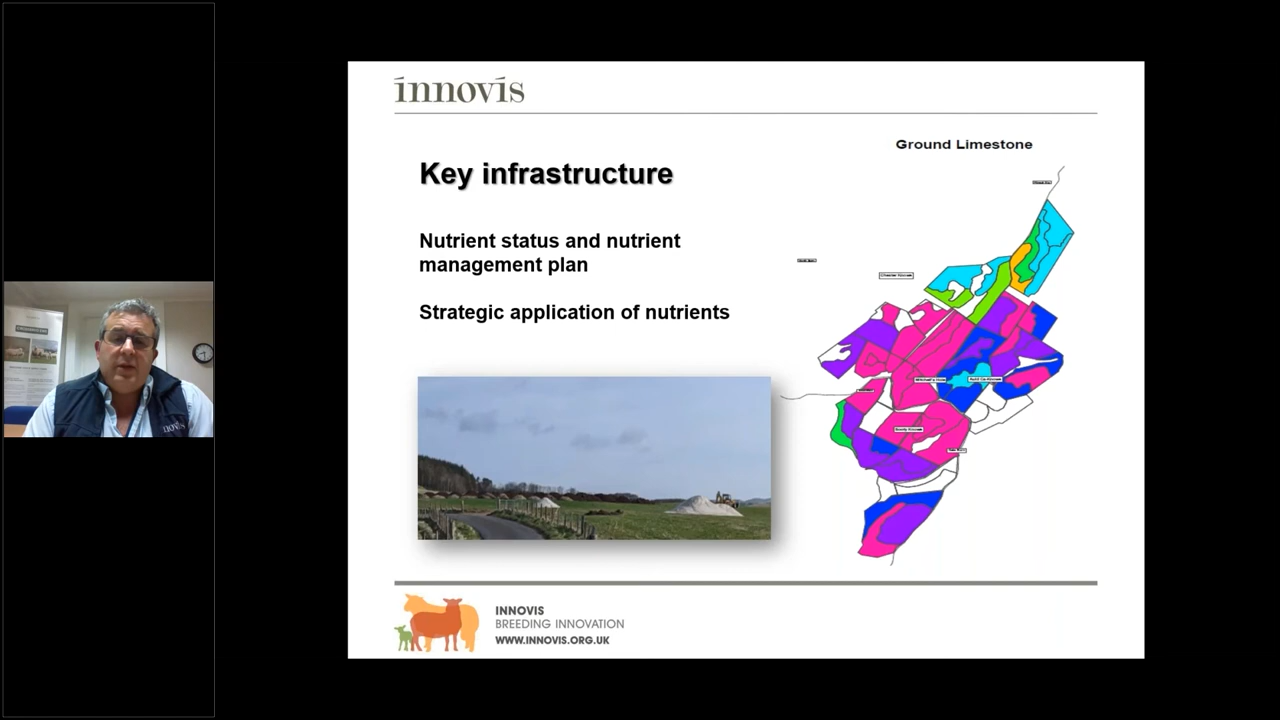 innovis
Ground Limestone
Key infrastructure
Nutrient status and nutrient
management plan
Strategic application of nutrients
INNOVIS
BREEDING INNOVATION
WWW.INNOVIS.ORG.UK
innovis